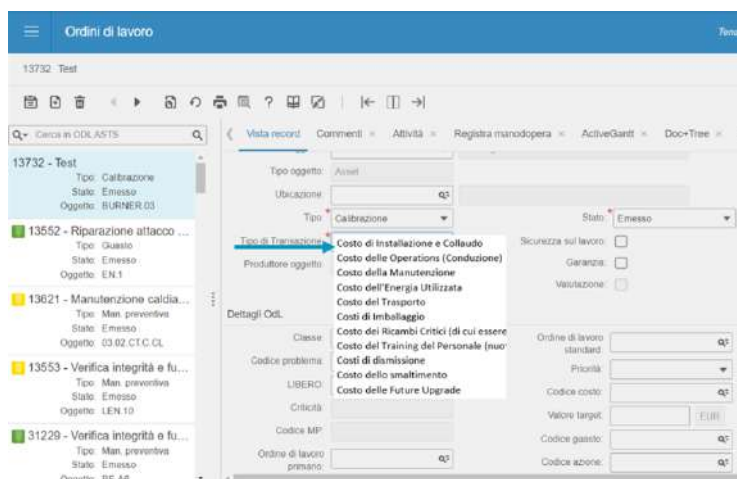 Ordini di lavoro
13732 Test
Cerca in ODL.ASTS
Vista record Commenti Attività Registra manodopera ActiveGantt Doc+Tree
13732 - Test
Tipo: Calibrazione
Stato: Emesso
Oggetto: BURNER.03
13552 - Riparazione attacco ...
Tipo: Guasto
Stato: Emesso
Oggetto: EN.1
13621 - Manutenzione caldia...
Tipo: Man. preventiva
Stato: Emesso
Oggetto: 03.02.CT.C.CL
13553 - Verifica integrità e fu...
Tipo: Man. preventiva
Stato: Emesso
Oggetto: LEN.10
31229 - Verifica integrità e fu...
Tipo: Man. preventiva
Stato: Emesso
Tipo oggetto: Asset
Ubicazione:
Tipo: * Calibrazione
Stato: * Emesso
Tipo di Transazione:
Sicurezza sul lavoro:
Produttore oggetto:
Garanzia:
Valutazione:
Costo di Installazione e Collaudo
Costo delle Operations (Conduzione)
Costo della Manutenzione
Costo dell'Energia Utilizzata
Costo del Trasporto
Costi di Imballaggio
Costo dei Ricambi Critici (di cui essere
Costo del Training del Personale (nuo
Costi di dismissione
Costo dello smaltimento
Costo delle Future Upgrade
Dettagli OdL
Classe:
Ordine di lavoro
standard:
Codice problema:
Priorità:
LIBERO:
Codice costo:
Criticità:
Valore target: EUR
Codice MP:
Codice guasto:
Ordine di lavoro
primario:
Codice azione: